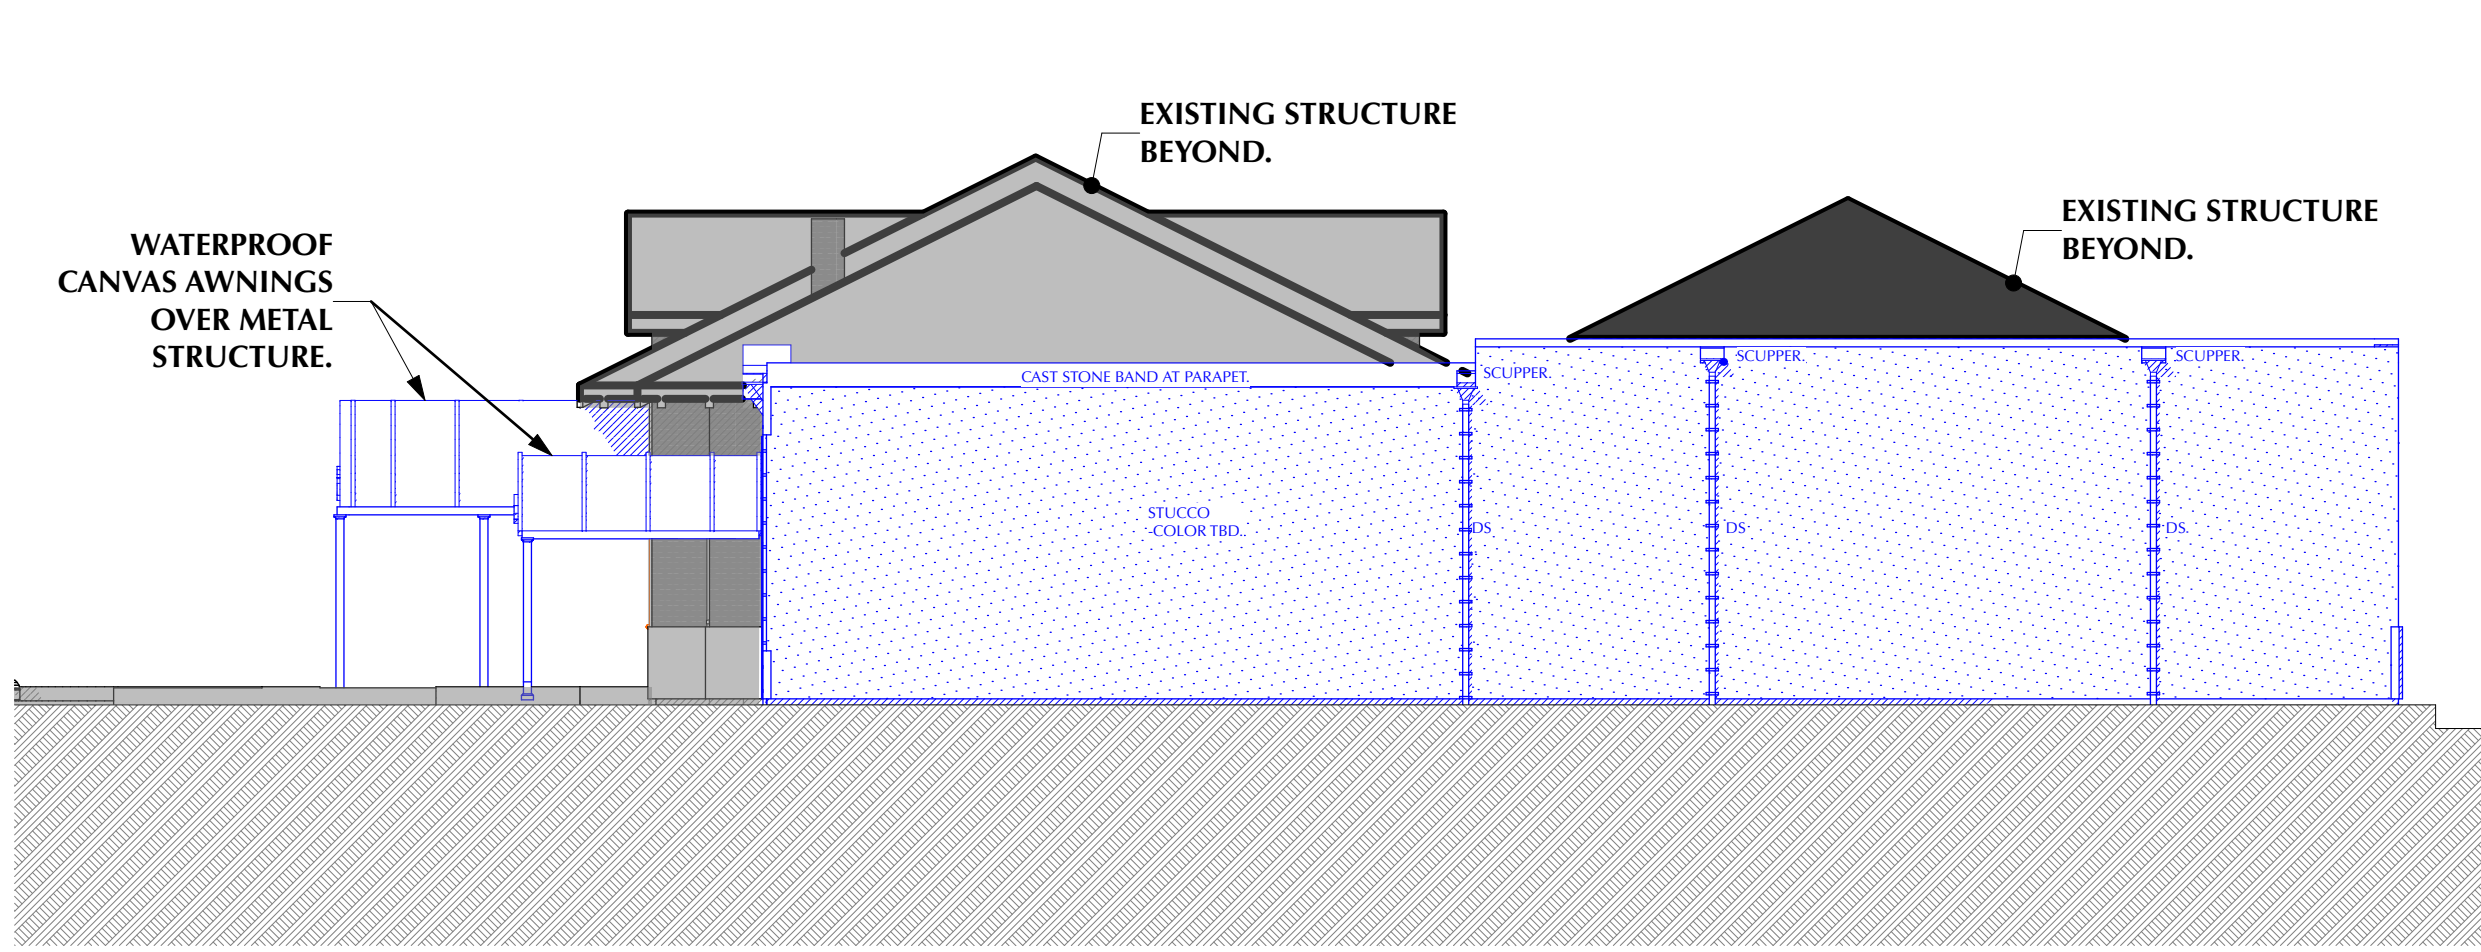 EXISTING STRUCTURE
BEYOND.
EXISTING STRUCTURE
BEYOND.
WATERPROOF
CANVAS AWNINGS
OVER METAL
STRUCTURE.
CAST STONE BAND AT PARAPET.
SCUPPER.
SCUPPER.
SCUPPER.
STUCCO
-COLOR TBD..
DS
DS
DS.